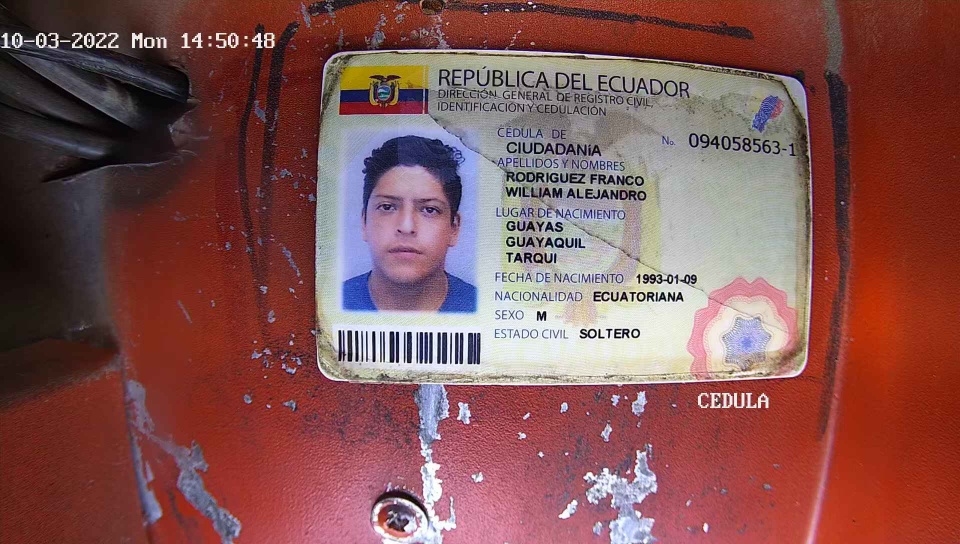 10-03-2022 Mon 14:50:48
REPÚBLICA DEL ECUADOR
DIRECCIÓN GENERAL DE REGISTRO CIVIL,
IDENTIFICACIÓN Y CEDULACIÓN
CÉDULA DE
CIUDADANÍA
No. 094058563-1
APELLIDOS Y NOMBRES
RODRIGUEZ FRANCO
WILLIAM ALEJANDRO
LUGAR DE NACIMIENTO
GUAYAS
GUAYAQUIL
TARQUI
FECHA DE NACIMIENTO 1993-01-09
NACIONALIDAD ECUATORIANA
SEXO M
ESTADO CIVIL SOLTERO
CEDULA